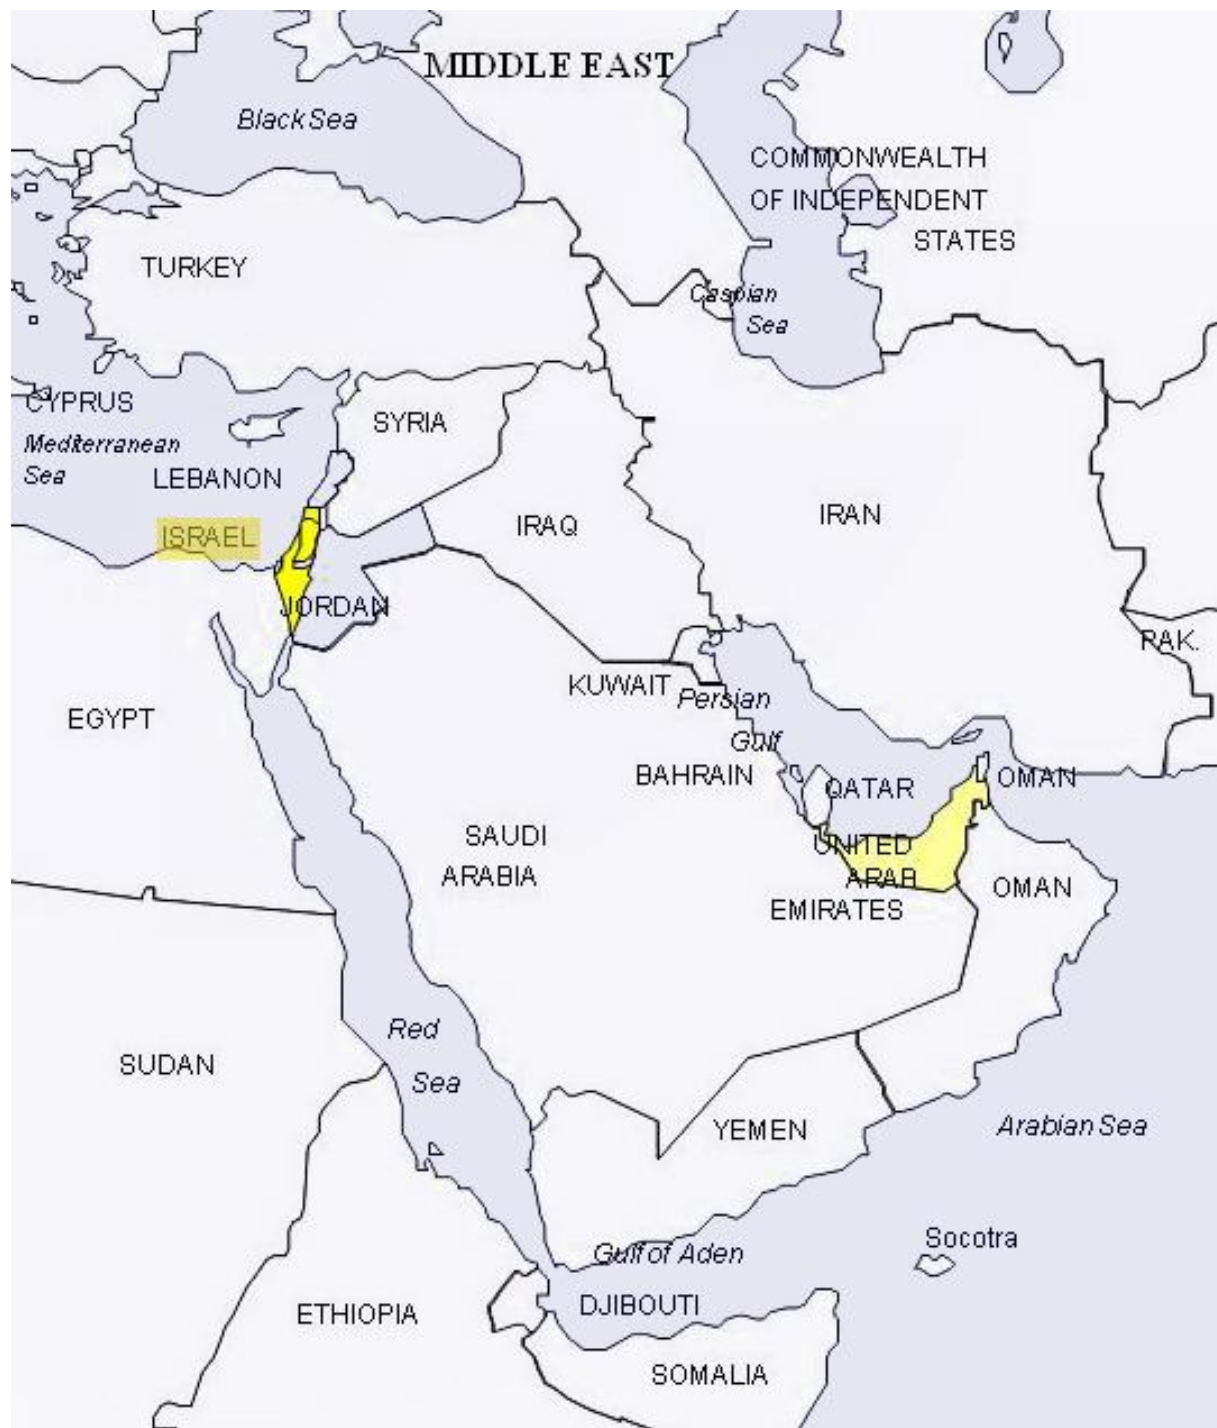 MIDDLE EAST
Black Sea
COMMONWEALTH
OF INDEPENDENT
STATES
TURKEY
Caspian
Sea
CYPRUS
SYRIA
Mediterranean
Sea
LEBANON
ISRAEL
IRAQ
IRAN
JORDAN
PAK.
KUWAIT
Persian
Gulf
EGYPT
BAHRAIN
QATAR
OMAN
SAUDI
ARABIA
UNITED
ARAB
EMIRATES
OMAN
Red
Sea
SUDAN
YEMEN
Arabian Sea
Socotra
Gulf of Aden
DJIBOUTI
ETHIOPIA
SOMALIA